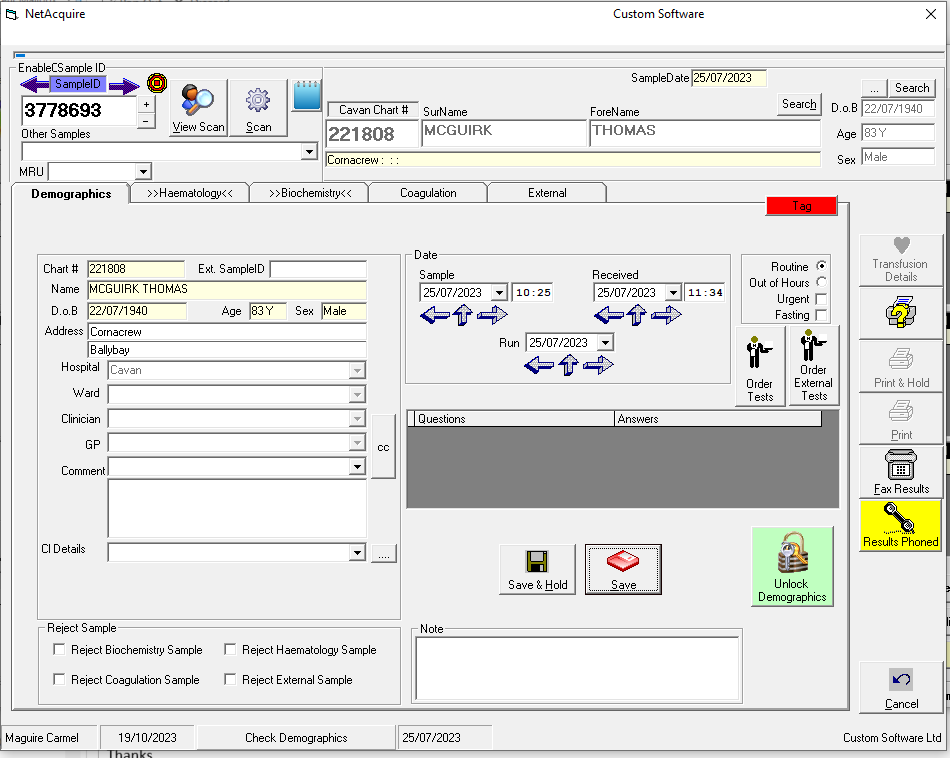 NetAcquire
Custom Software
EnableCSample ID
SampleID
3778693
+
-
View Scan
Scan
Other Samples
MRU
SampleDate 25/07/2023
Cavan Chart #
SurName
ForeName
Search
221808
MCGUIRK
THOMAS
Cornacrew : : :
...
Search
D.o.B 22/07/1940
Age 83 Y
Sex Male
Demographics
>>Haematology<<
>>Biochemistry<<
Coagulation
External
Tag
Chart # 221808
Ext. SampleID
Name MCGUIRK THOMAS
D.o.B 22/07/1940
Age 83 Y
Sex Male
Address Cornacrew
Ballybay
Hospital Cavan
Ward
Clinician
GP
cc
Comment
Cl Details
....
Date
Sample
25/07/2023 10:25
Received
25/07/2023 11:34
Run 25/07/2023
Routine
Out of Hours
Urgent
Fasting
Order
Tests
Order
External
Tests
Questions
Answers
Save & Hold
Save
Unlock
Demographics
Reject Sample
Reject Biochemistry Sample
Reject Haematology Sample
Reject Coagulation Sample
Reject External Sample
Note
Transfusion
Details
Print & Hold
Print
Fax Results
Results Phoned
Cancel
Maguire Carmel
19/10/2023
Check Demographics
25/07/2023
Custom Software Ltd
Thanks